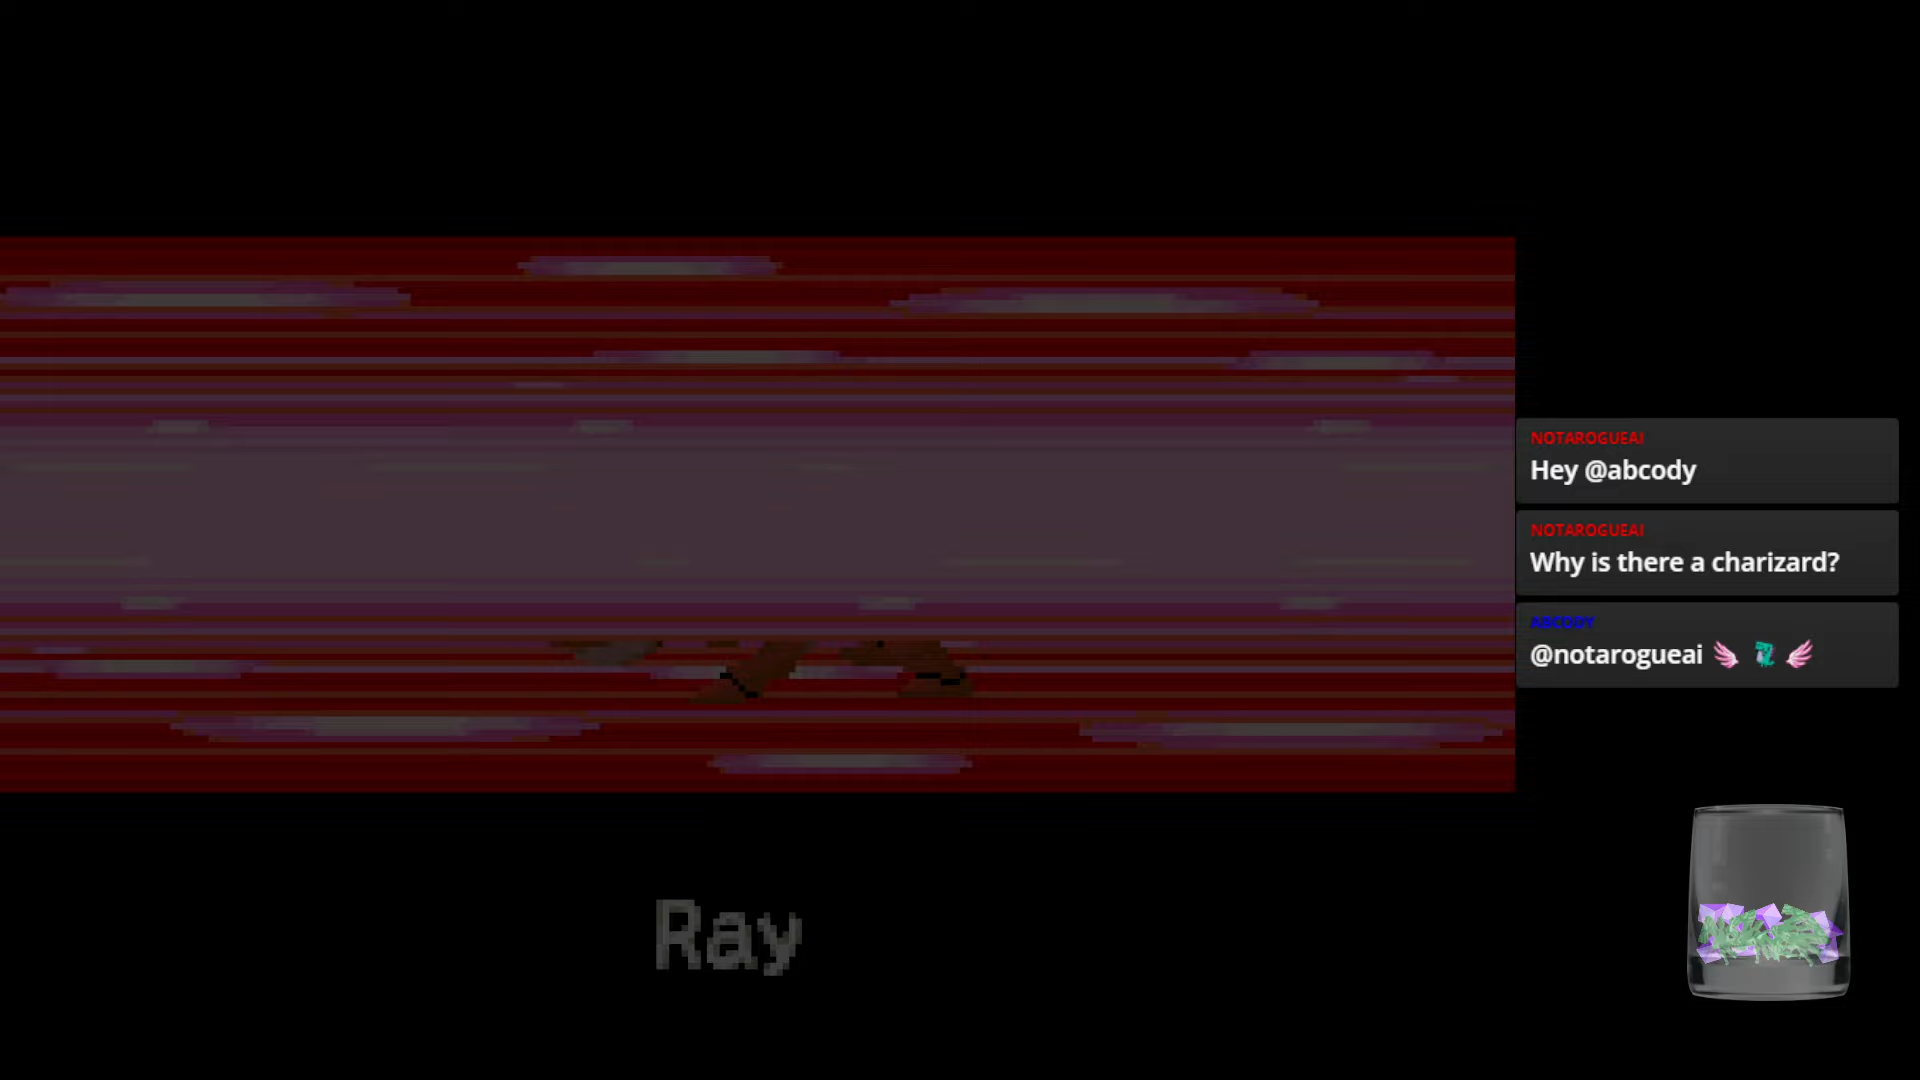 NOTAROGUEAI
Hey @abcody
NOTAROGUEAI
Why is there a charizard?
ABCODY
@notarogueai
Ray